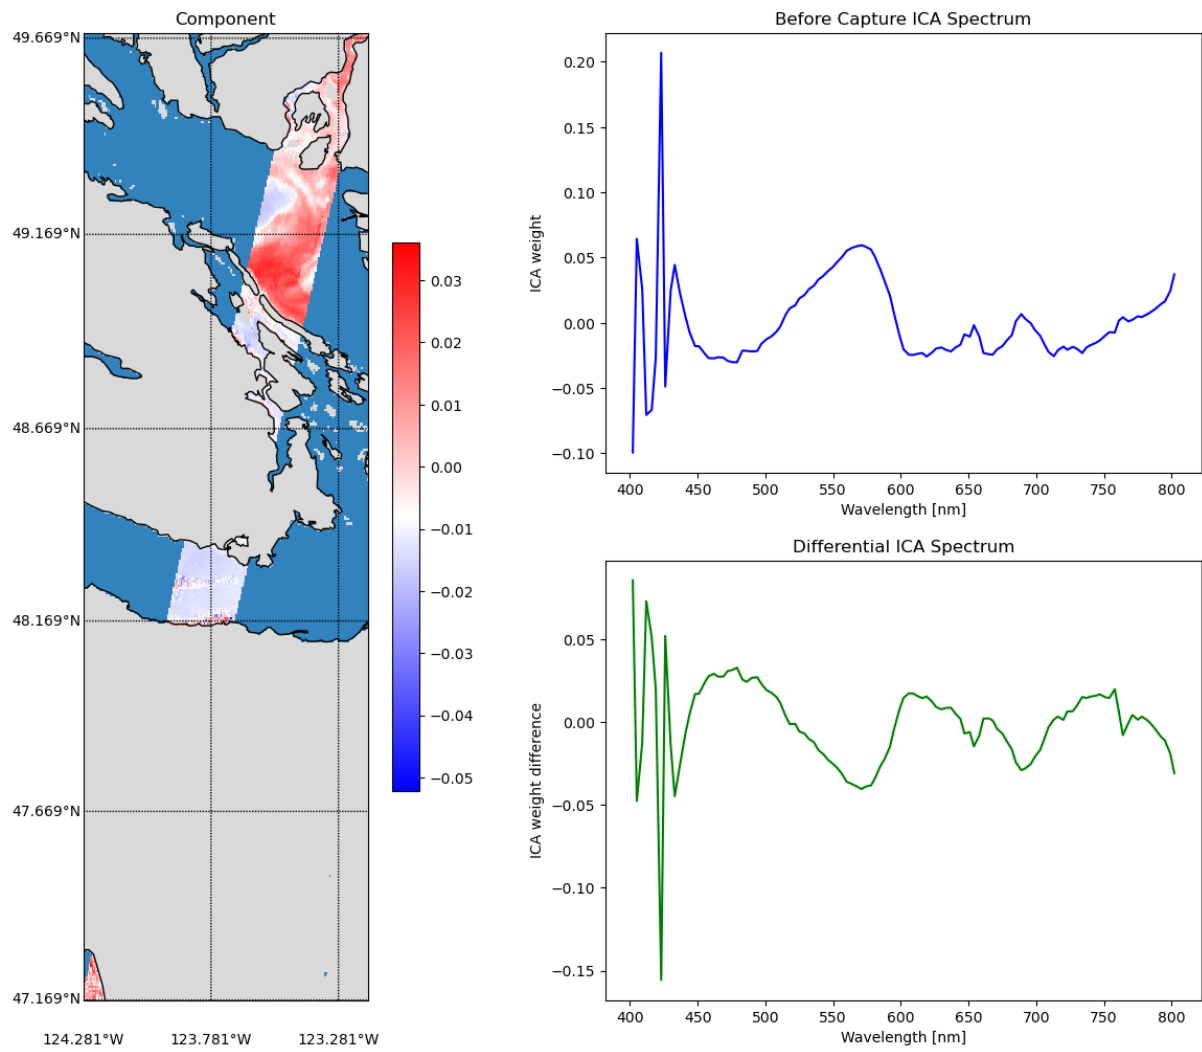 Component
49.669°N
49.169°N
48.669°N
48.169°N
47.669°N
47.169°N
124.281°W
123.781°W
123.281°W
0.03
0.02
0.01
0.00
−0.01
−0.02
−0.03
−0.04
−0.05
Before Capture ICA Spectrum
ICA weight
0.20
0.15
0.10
0.05
0.00
−0.05
−0.10
400
450
500
550
600
650
700
750
800
Wavelength [nm]
Differential ICA Spectrum
ICA weight difference
0.05
0.00
−0.05
−0.10
−0.15
400
450
500
550
600
650
700
750
800
Wavelength [nm]